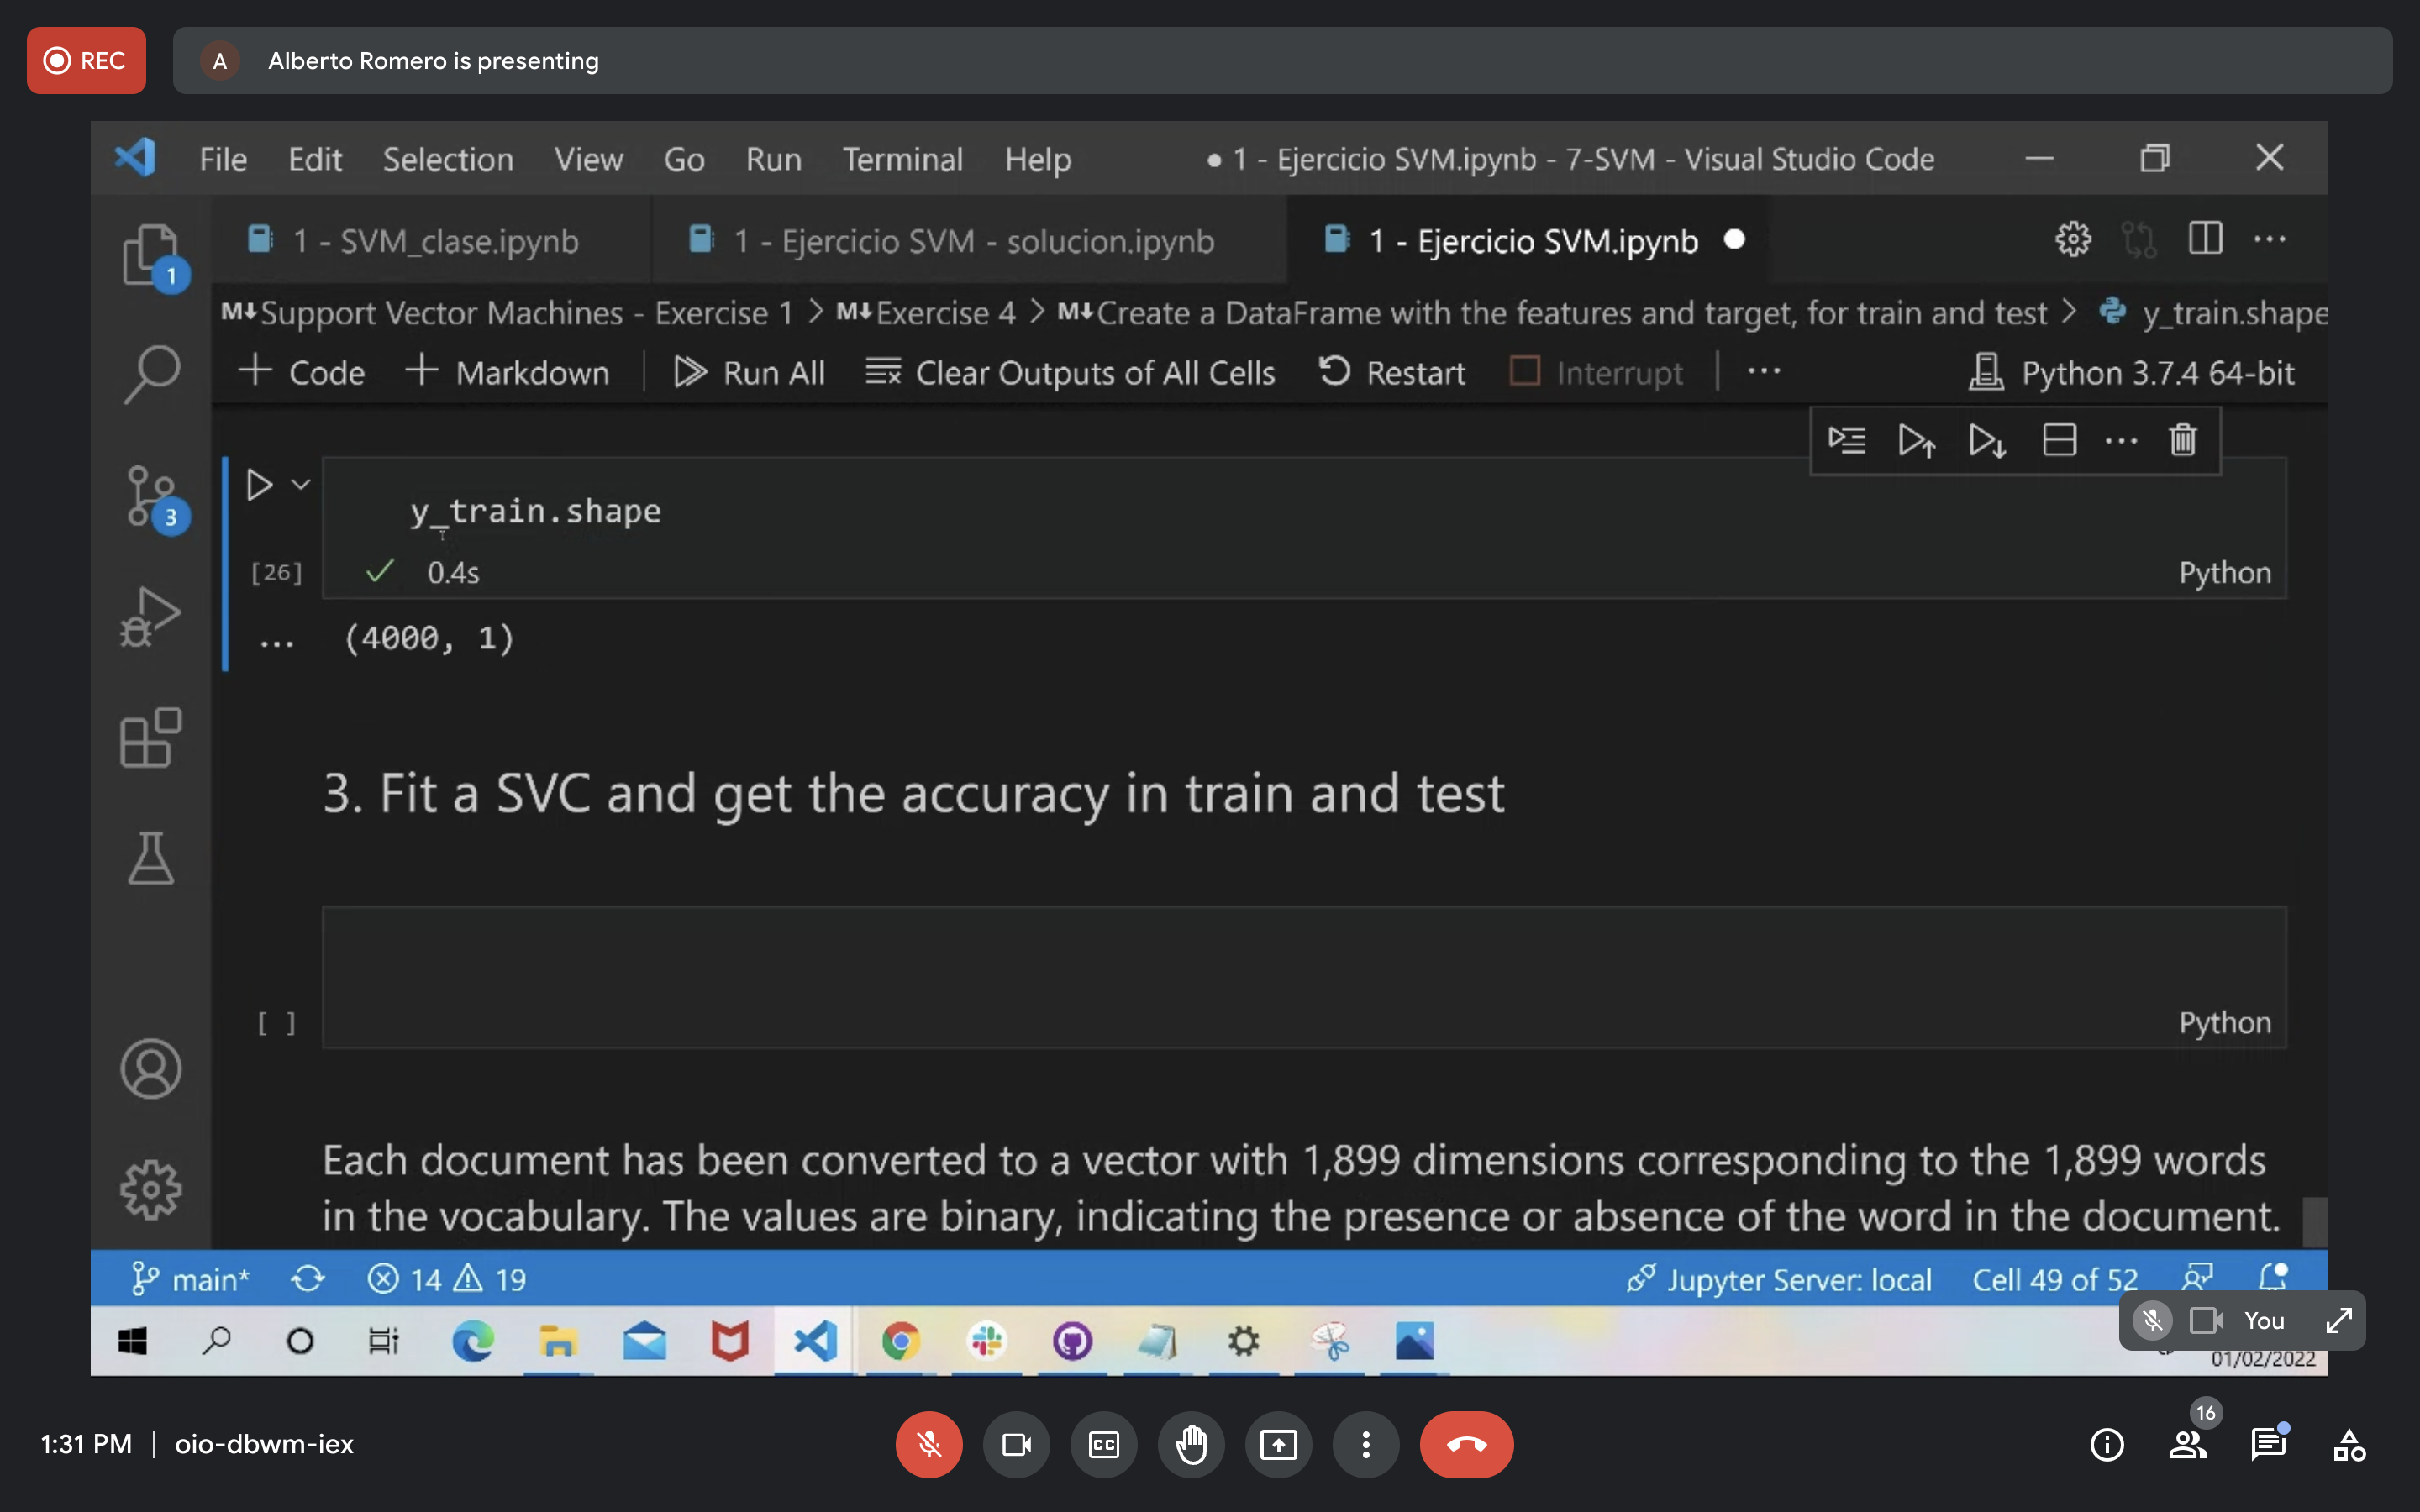 REC
A Alberto Romero is presenting
File Edit Selection View Go Run Terminal Help ● 1 - Ejercicio SVM.ipynb - 7-SVM - Visual Studio Code
1 - SVM_clase.ipynb 1 - Ejercicio SVM - solucion.ipynb 1 - Ejercicio SVM.ipynb
1
M↓Support Vector Machines - Exercise 1 > M↓Exercise 4 > M↓Create a DataFrame with the features and target, for train and test > y_train.shape
+ Code + Markdown Run All Clear Outputs of All Cells Restart Interrupt ... Python 3.7.4 64-bit
3
y_train.shape
[26] ✓ 0.4s Python
... (4000, 1)
3. Fit a SVC and get the accuracy in train and test
[ ] Python
Each document has been converted to a vector with 1,899 dimensions corresponding to the 1,899 words
in the vocabulary. The values are binary, indicating the presence or absence of the word in the document.
main* 14 19 Jupyter Server: local Cell 49 of 52
You
01/02/2022
1:31 PM | oio-dbwm-iex
CC
16